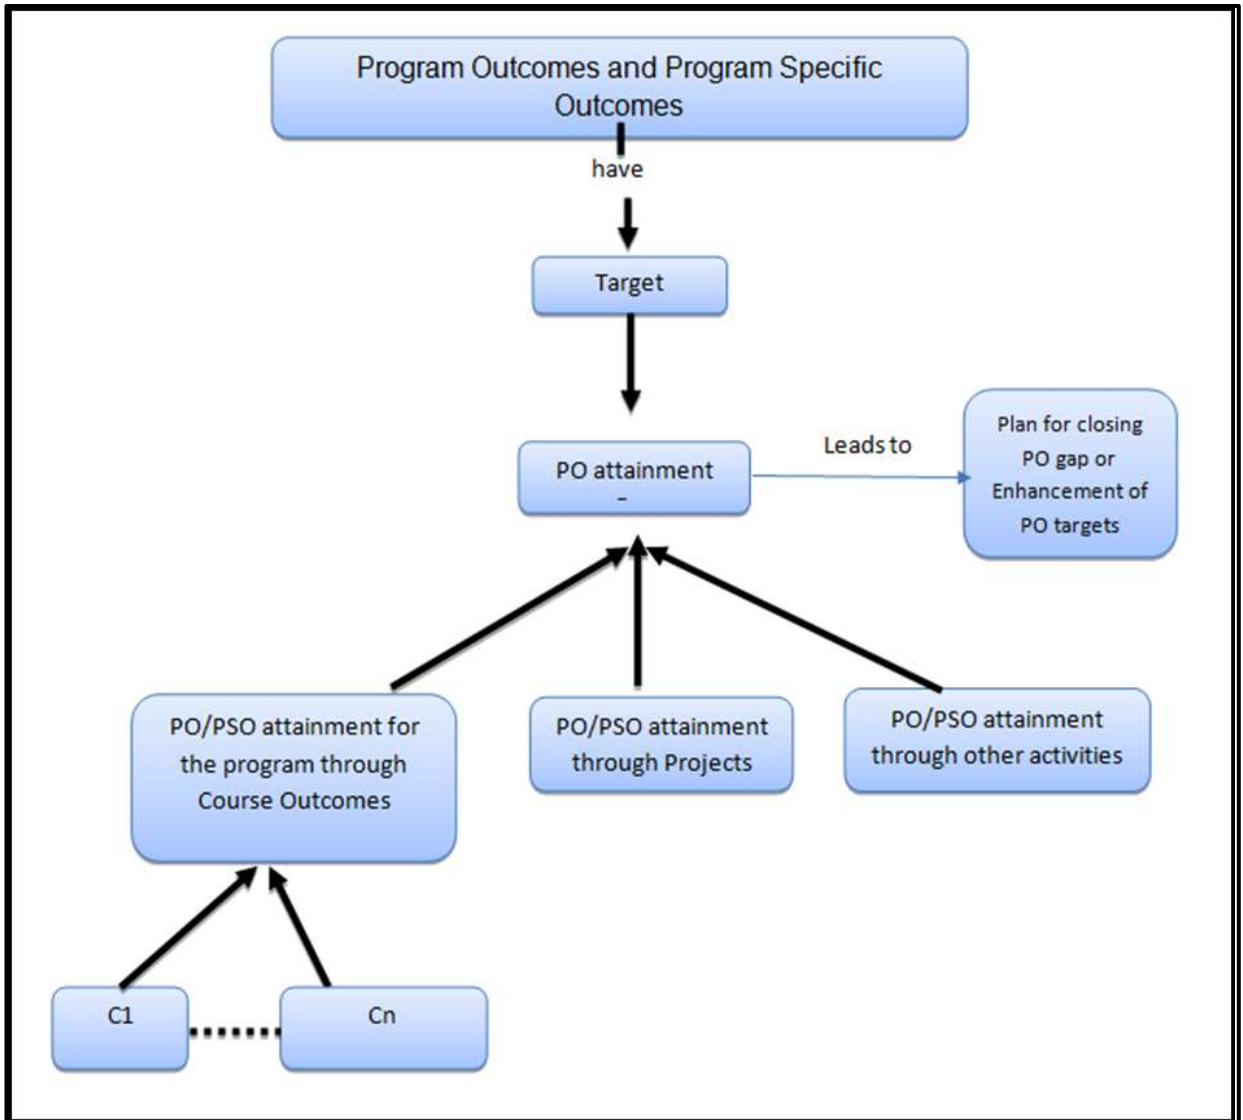 Program Outcomes and Program Specific
Outcomes
have
Target
Leads to
Plan for closing
PO gap or
Enhancement of
PO targets
PO attainment
–
PO/PSO attainment for
the program through
Course Outcomes
PO/PSO attainment
through Projects
PO/PSO attainment
through other activities
C1
Cn